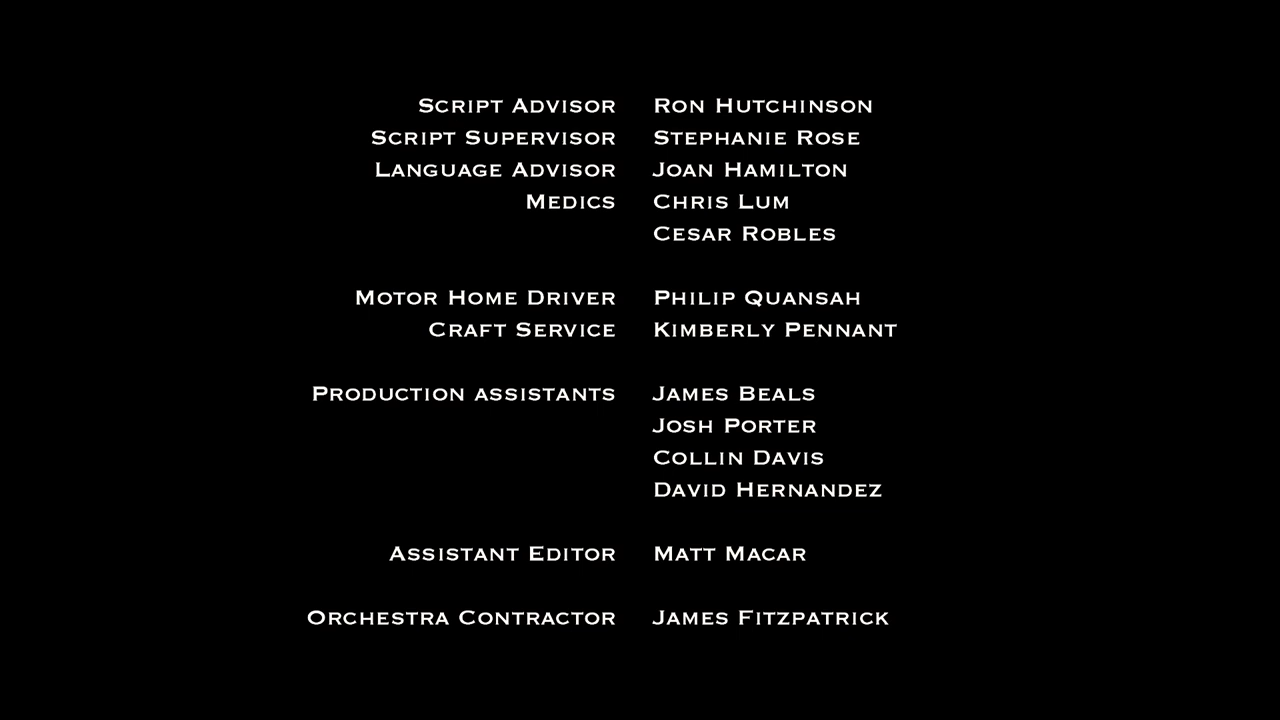 Script Advisor Ron Hutchinson
Script Supervisor Stephanie Rose
Language Advisor Joan Hamilton
Medics Chris Lum
Cesar Robles
Motor Home Driver Philip Quansah
Craft Service Kimberly Pennant
Production assistants James Beals
Josh Porter
Collin Davis
David Hernandez
Assistant Editor Matt Macar
Orchestra Contractor James Fitzpatrick